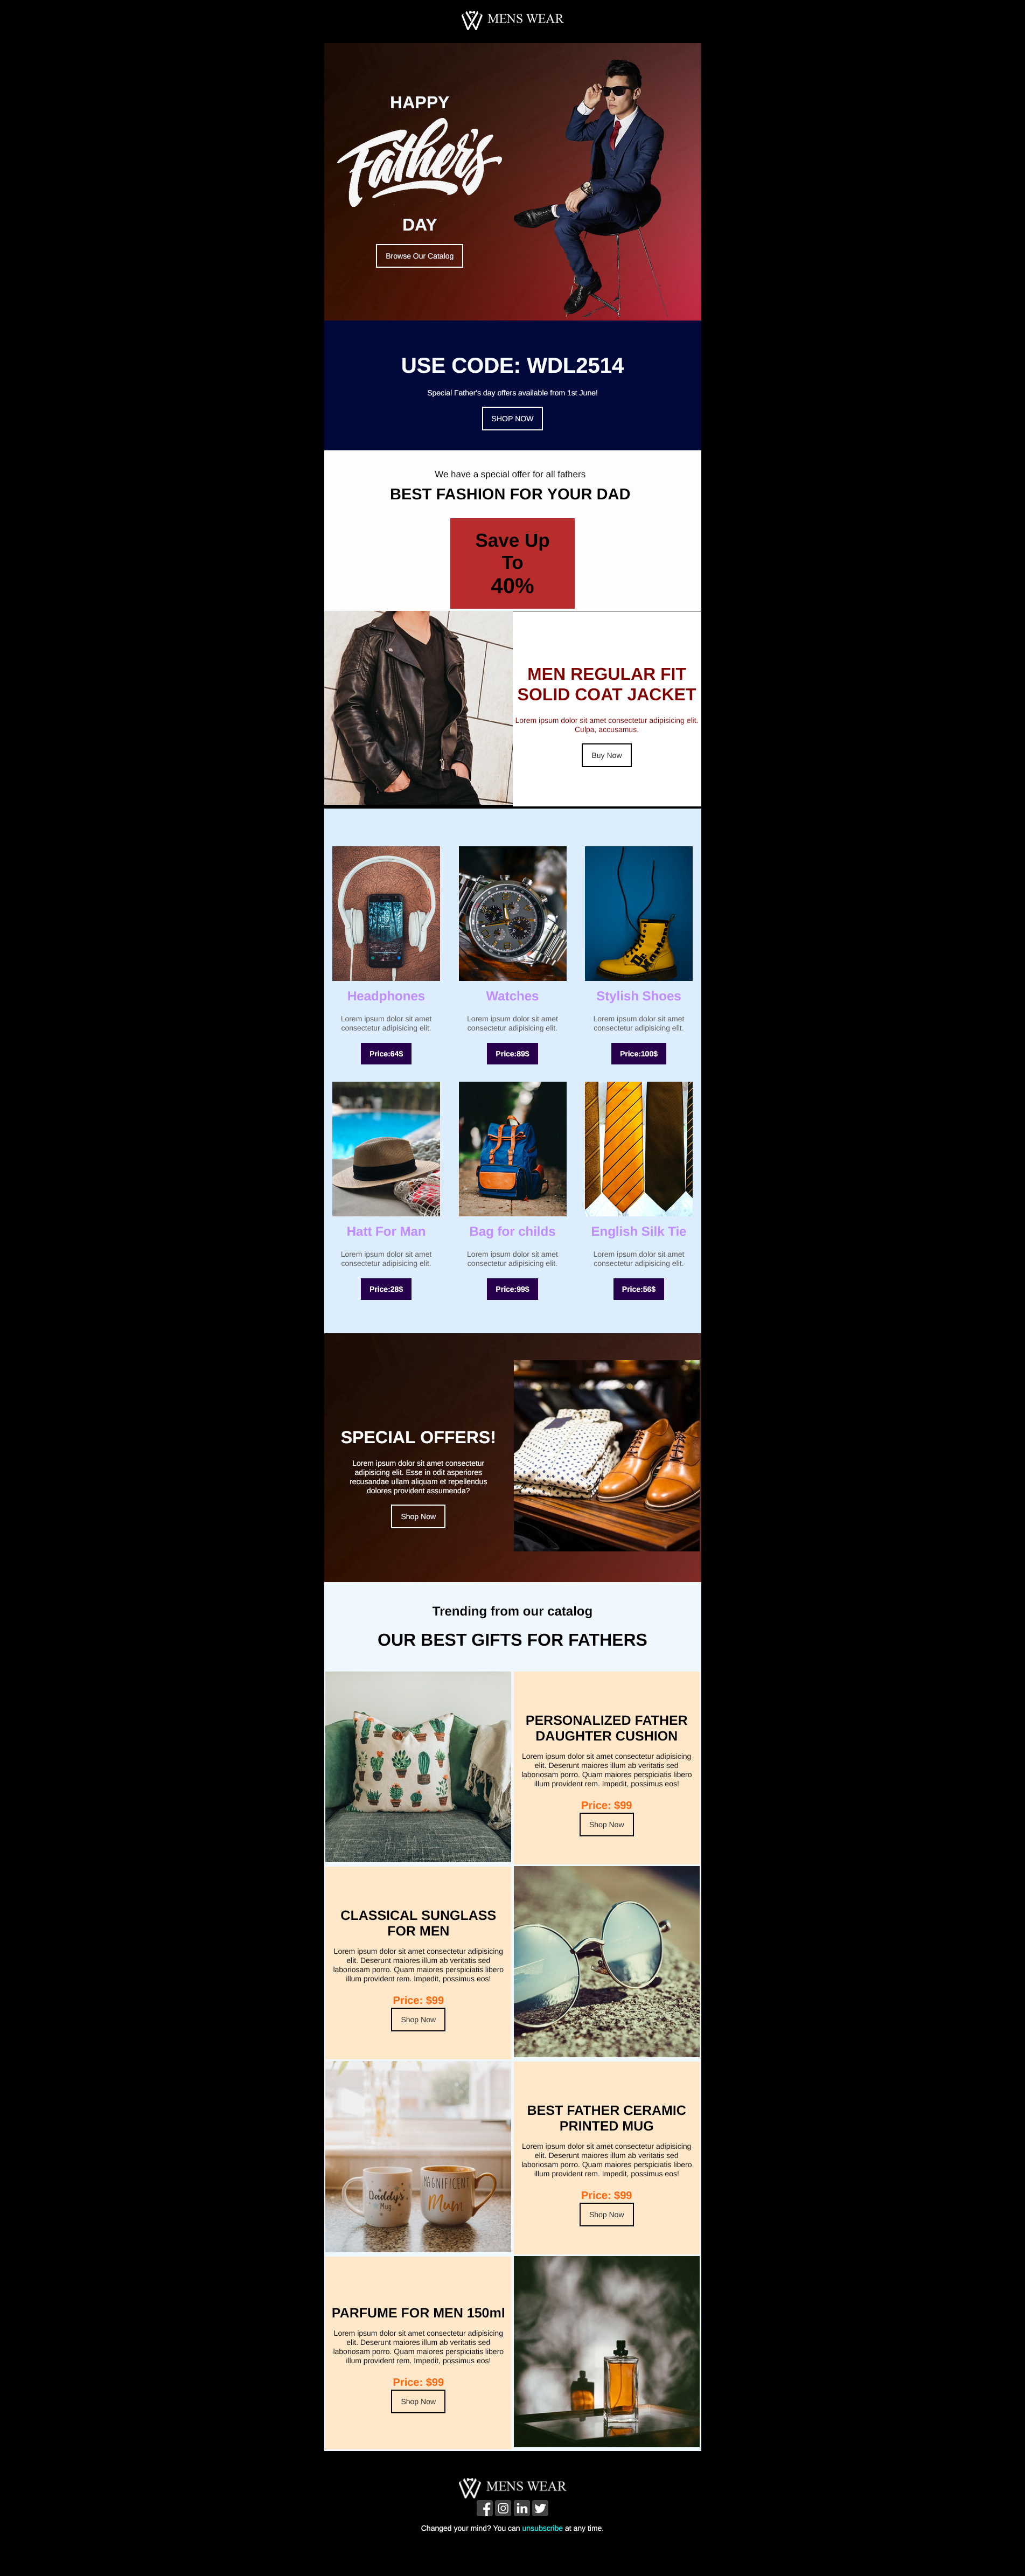 MENS WEAR
HAPPY
Father's
DAY
Browse Our Catalog
USE CODE: WDL2514
Special Father's day offers available from 1st June!
SHOP NOW
We have a special offer for all fathers
BEST FASHION FOR YOUR DAD
Save Up
To
40%
MEN REGULAR FIT
SOLID COAT JACKET
Lorem ipsum dolor sit amet consectetur adipisicing elit.
Culpa, accusamus.
Buy Now
Headphones
Lorem ipsum dolor sit amet
consectetur adipisicing elit.
Price:64$
Watches
Lorem ipsum dolor sit amet
consectetur adipisicing elit.
Price:89$
Dr. Martens
Stylish Shoes
Lorem ipsum dolor sit amet
consectetur adipisicing elit.
Price:100$
Hatt For Man
Lorem ipsum dolor sit amet
consectetur adipisicing elit.
Price:28$
Bag for childs
Lorem ipsum dolor sit amet
consectetur adipisicing elit.
Price:99$
English Silk Tie
Lorem ipsum dolor sit amet
consectetur adipisicing elit.
Price:56$
SPECIAL OFFERS!
Lorem ipsum dolor sit amet consectetur
adipisicing elit. Esse in odit asperiores
recusandae ullam aliquam et repellendus
dolores provident assumenda?
Shop Now
Trending from our catalog
OUR BEST GIFTS FOR FATHERS
PERSONALIZED FATHER
DAUGHTER CUSHION
Lorem ipsum dolor sit amet consectetur adipisicing
elit. Deserunt maiores illum ab veritatis sed
laboriosam porro. Quam maiores perspiciatis libero
illum provident rem. Impedit, possimus eos!
Price: $99
Shop Now
CLASSICAL SUNGLASS
FOR MEN
Lorem ipsum dolor sit amet consectetur adipisicing
elit. Deserunt maiores illum ab veritatis sed
laboriosam porro. Quam maiores perspiciatis libero
illum provident rem. Impedit, possimus eos!
Price: $99
Shop Now
Daddy's
Mug
MAGNIFICENT
Mum
BEST FATHER CERAMIC
PRINTED MUG
Lorem ipsum dolor sit amet consectetur adipisicing
elit. Deserunt maiores illum ab veritatis sed
laboriosam porro. Quam maiores perspiciatis libero
illum provident rem. Impedit, possimus eos!
Price: $99
Shop Now
PARFUME FOR MEN 150ml
Lorem ipsum dolor sit amet consectetur adipisicing
elit. Deserunt maiores illum ab veritatis sed
laboriosam porro. Quam maiores perspiciatis libero
illum provident rem. Impedit, possimus eos!
Price: $99
Shop Now
MENS WEAR
Changed your mind? You can unsubscribe at any time.